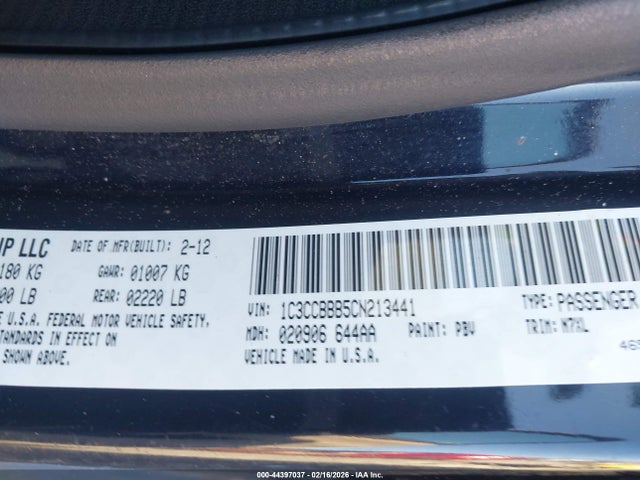 UP LLC DATE OF MFR(BUILT): 2-12
180 KG GAWR: 01007 KG
00 LB REAR: 02220 LB
U.S.A. FEDERAL MOTOR VEHICLE SAFETY.
STANDARDS IN EFFECT ON
SHOWN ABOVE.
VIN: 1C3CCBBB5CN213441 TYPE: PASSENGER
MDH: 020906 644AA PAINT: PBV TRIM: M7XL
VEHICLE MADE IN U.S.A.
000-44397037 - 02/16/2026 - IAA Inc.